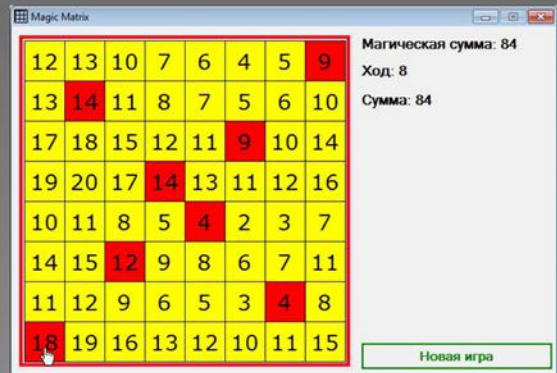 Magic Matrix
12 13 10 7 6 4 5 9
13 14 11 8 7 5 6 10
17 18 15 12 11 9 10 14
19 20 17 14 13 11 12 16
10 11 8 5 4 2 3 7
14 15 12 9 8 6 7 11
11 12 9 6 5 3 4 8
18 19 16 13 12 10 11 15
Магическая сумма: 84
Ход: 8
Сумма: 84
Новая игра